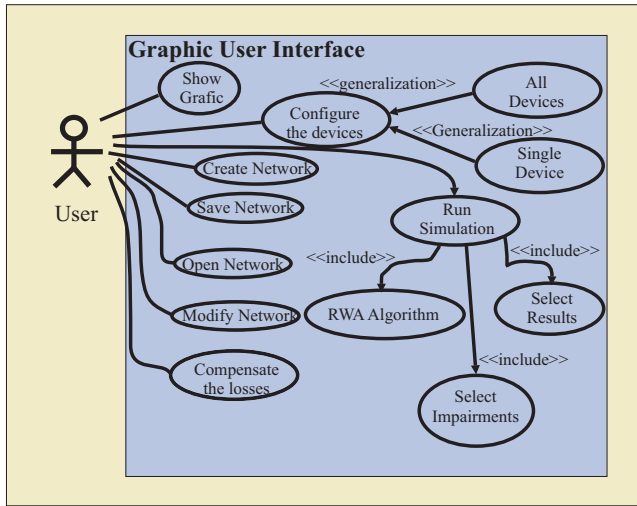 Graphic User Interface
Show
Grafic
<<generalization>>
All
Devices
Configure
the devices
<<Generalization>>
Single
Device
User
Create Network
Save Network
Run
Simulation
<<include>>
<<include>>
Open Network
RWA Algorithm
Select
Results
Modify Network
Compensate
the losses
<<include>>
Select
Impairments